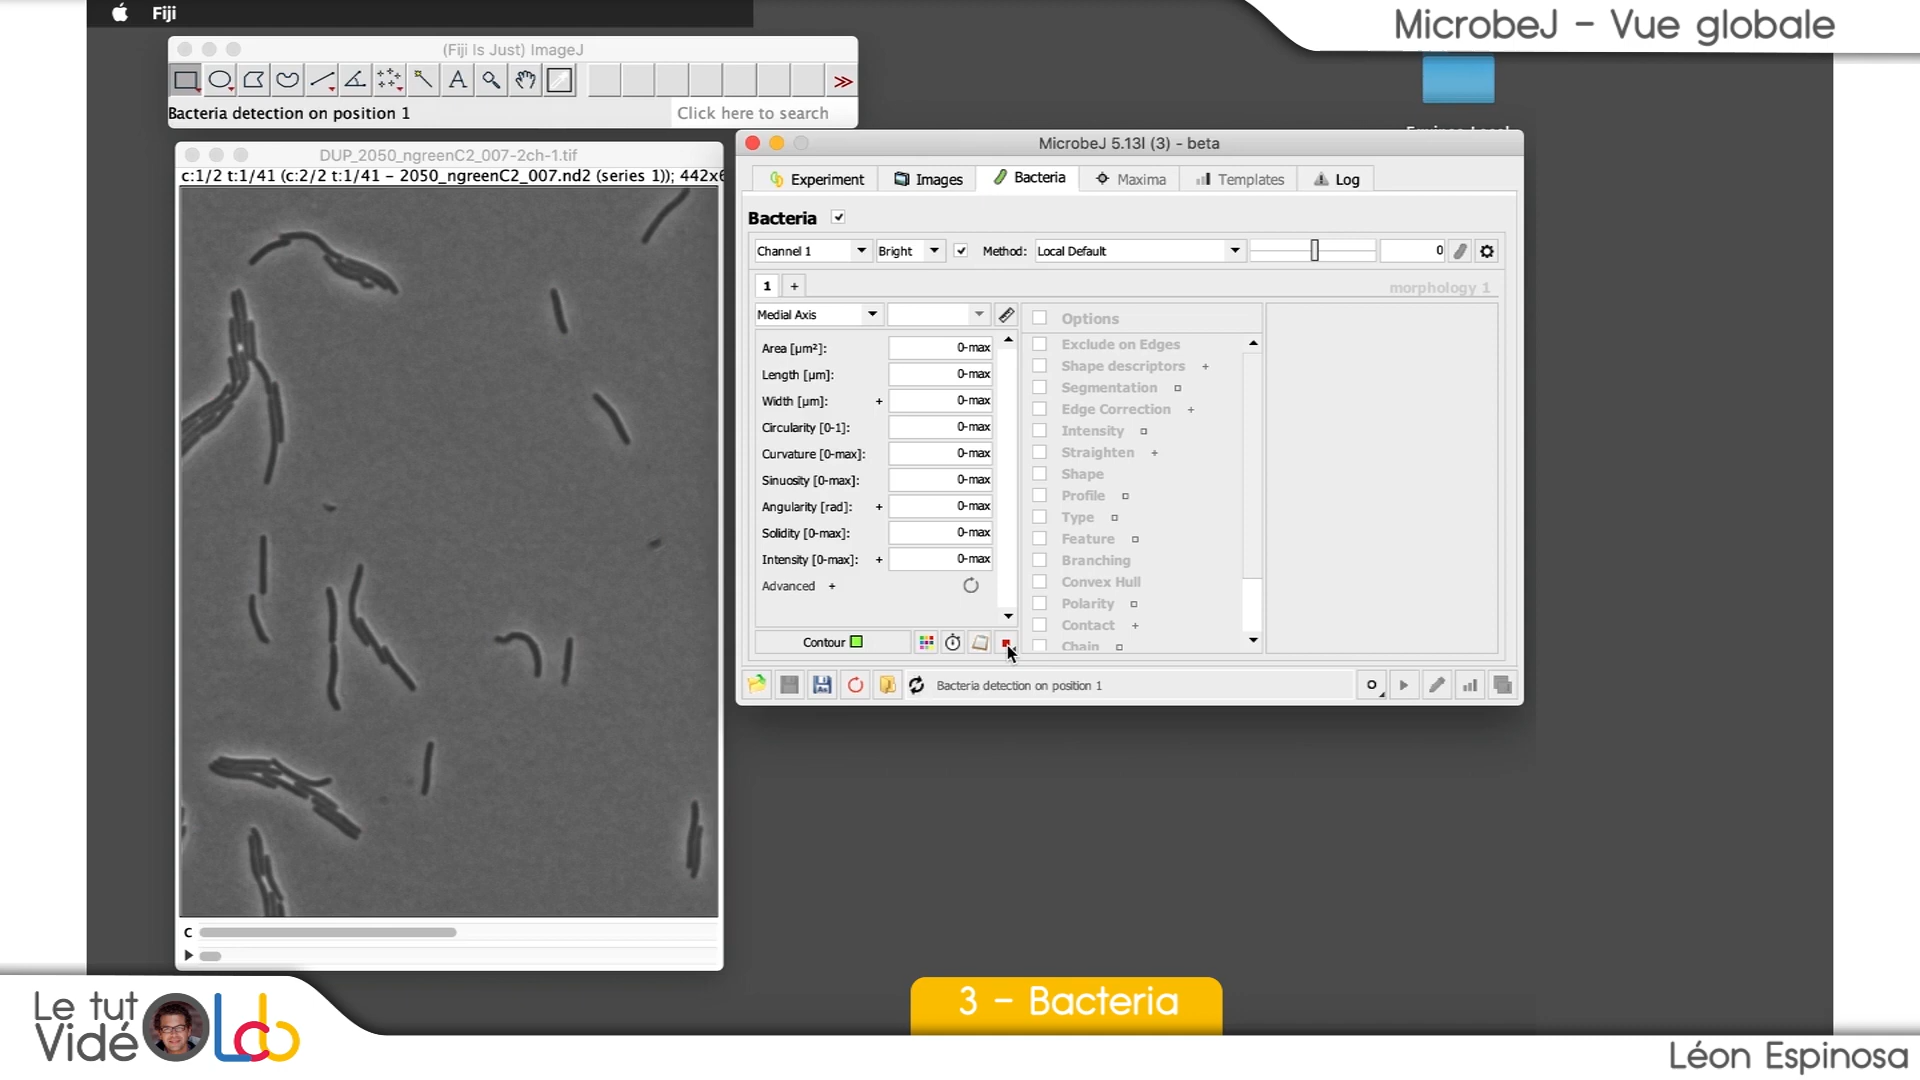 Fiji
MicrobeJ – Vue globale
(Fiji Is Just) ImageJ
A
Bacteria detection on position 1
Click here to search
DUP_2050_ngreenC2_007-2ch-1.tif
c:1/2 t:1/41 (c:2/2 t:1/41 - 2050_ngreenC2_007.nd2 (series 1)); 442x6
MicrobeJ 5.13l (3) - beta
Experiment Images Bacteria Maxima Templates Log
Bacteria
Channel 1 Bright Method: Local Default 0
1 + morphology 1
Medial Axis
Area [µm²]: 0-max
Length [µm]: 0-max
Width [µm]: + 0-max
Circularity [0-1]: 0-max
Curvature [0-max]: 0-max
Sinuosity [0-max]: 0-max
Angularity [rad]: + 0-max
Solidity [0-max]: 0-max
Intensity [0-max]: + 0-max
Advanced +
Contour
Options
Exclude on Edges
Shape descriptors +
Segmentation
Edge Correction +
Intensity
Straighten +
Shape
Profile
Type
Feature
Branching
Convex Hull
Polarity
Contact +
Chain
Bacteria detection on position 1
C
3 – Bacteria
Le tut
Vidéo
Lcb
Léon Espinosa